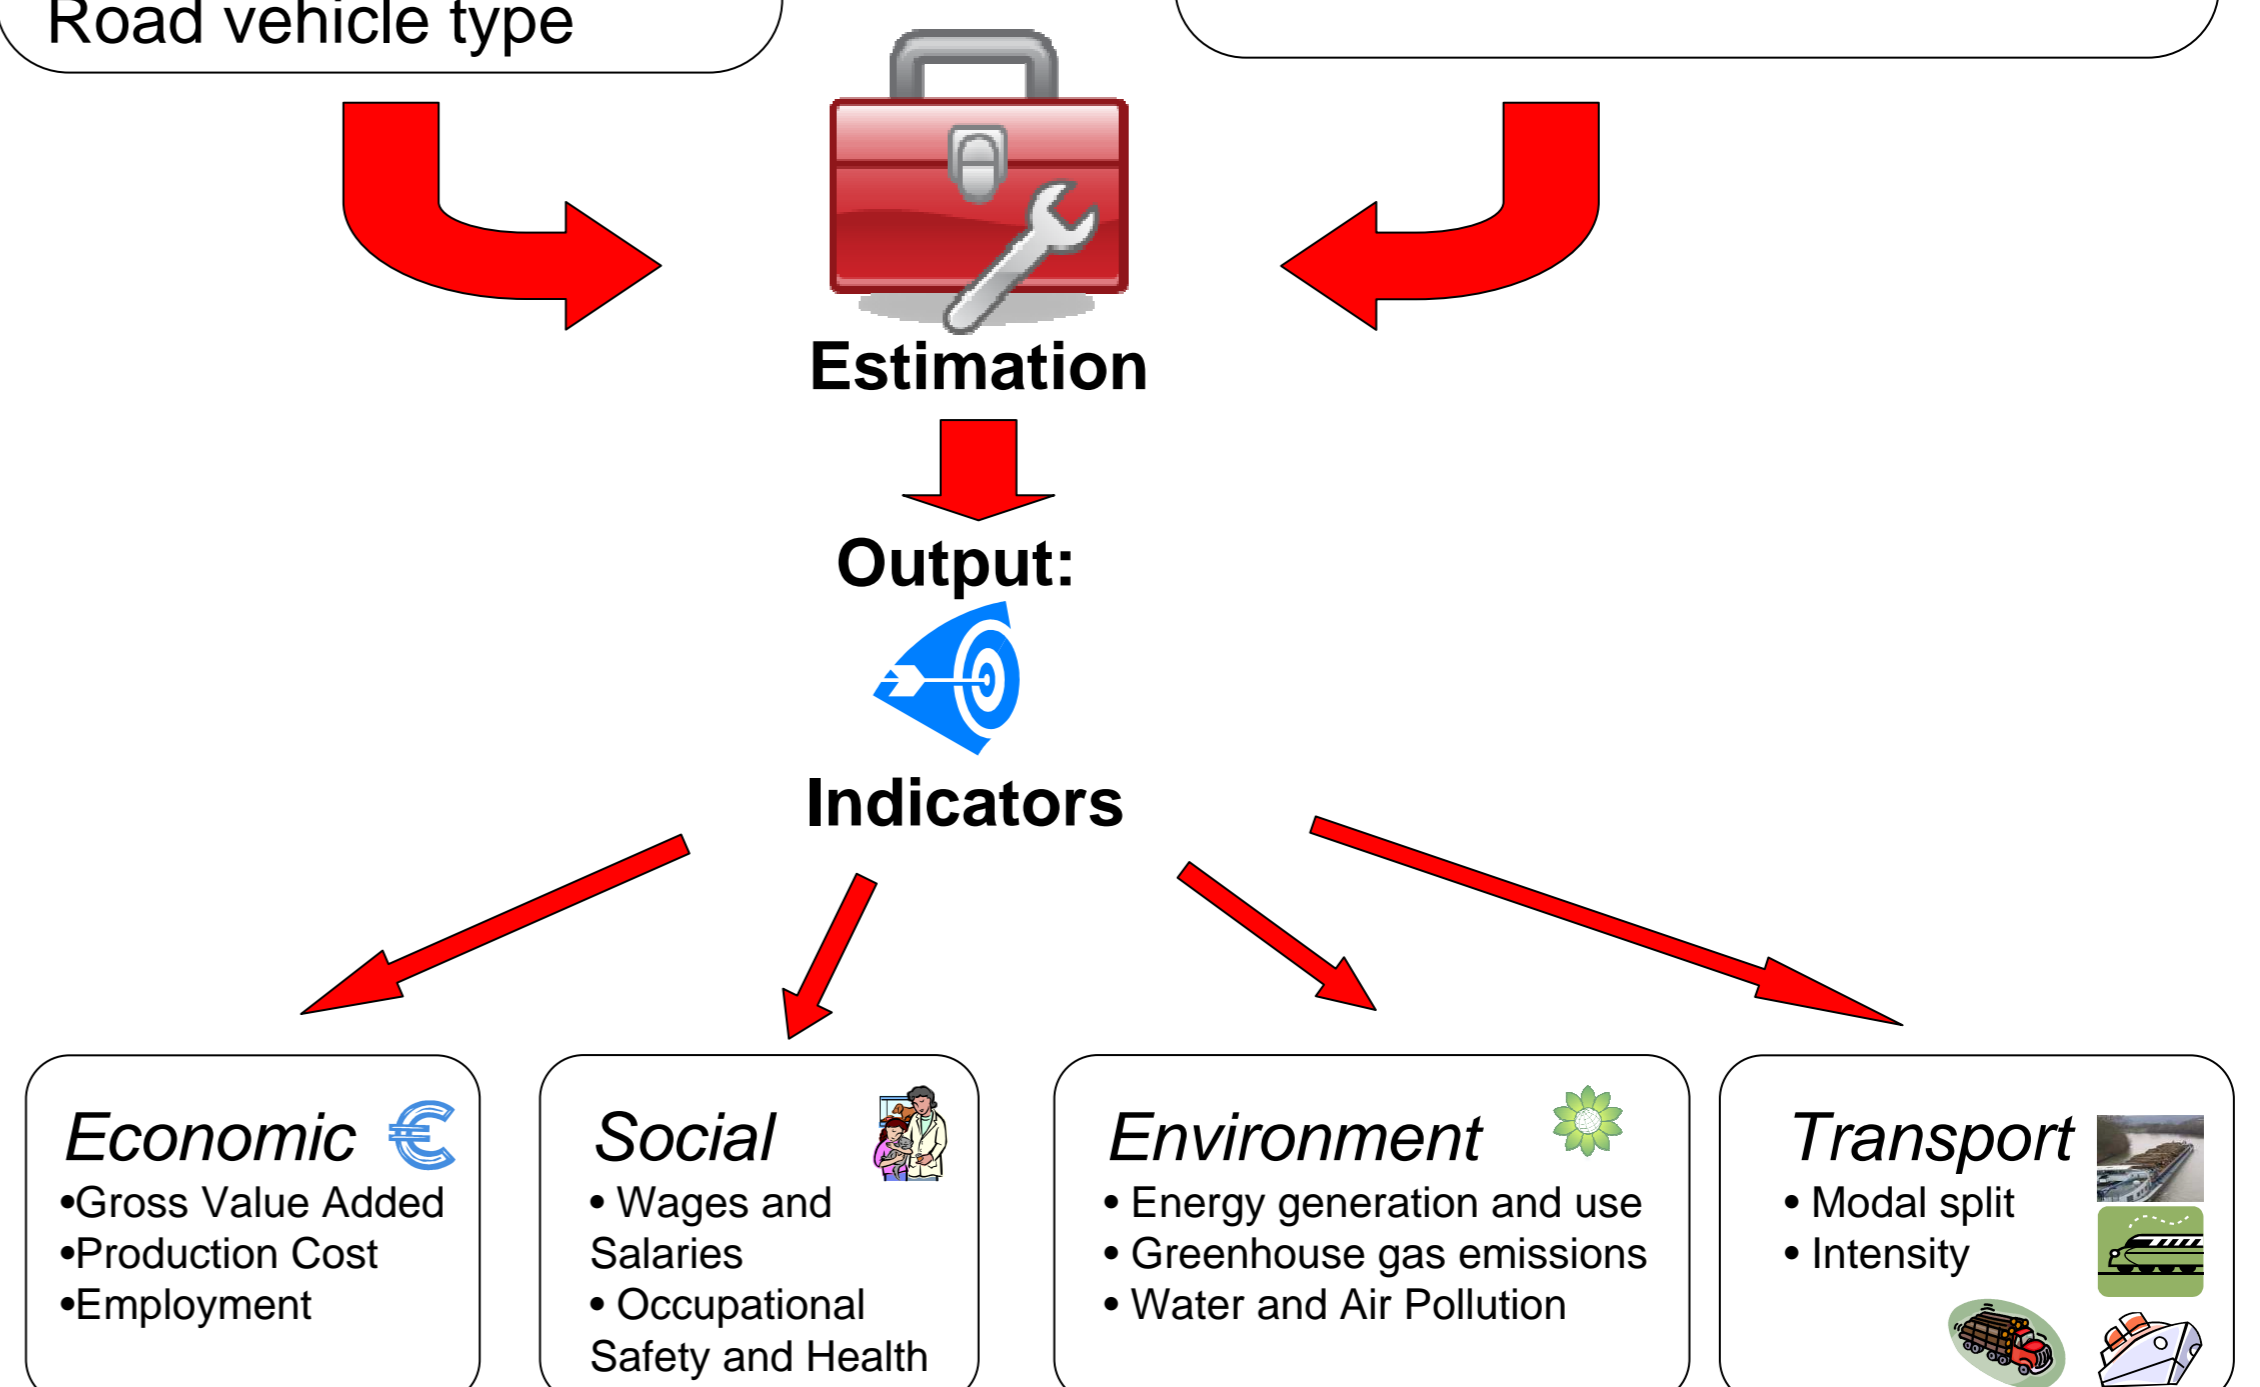 Road vehicle type
Estimation
Output:
Indicators
Economic
•Gross Value Added
•Production Cost
•Employment
Social
• Wages and
Salaries
• Occupational
Safety and Health
Environment
• Energy generation and use
• Greenhouse gas emissions
• Water and Air Pollution
Transport
• Modal split
• Intensity